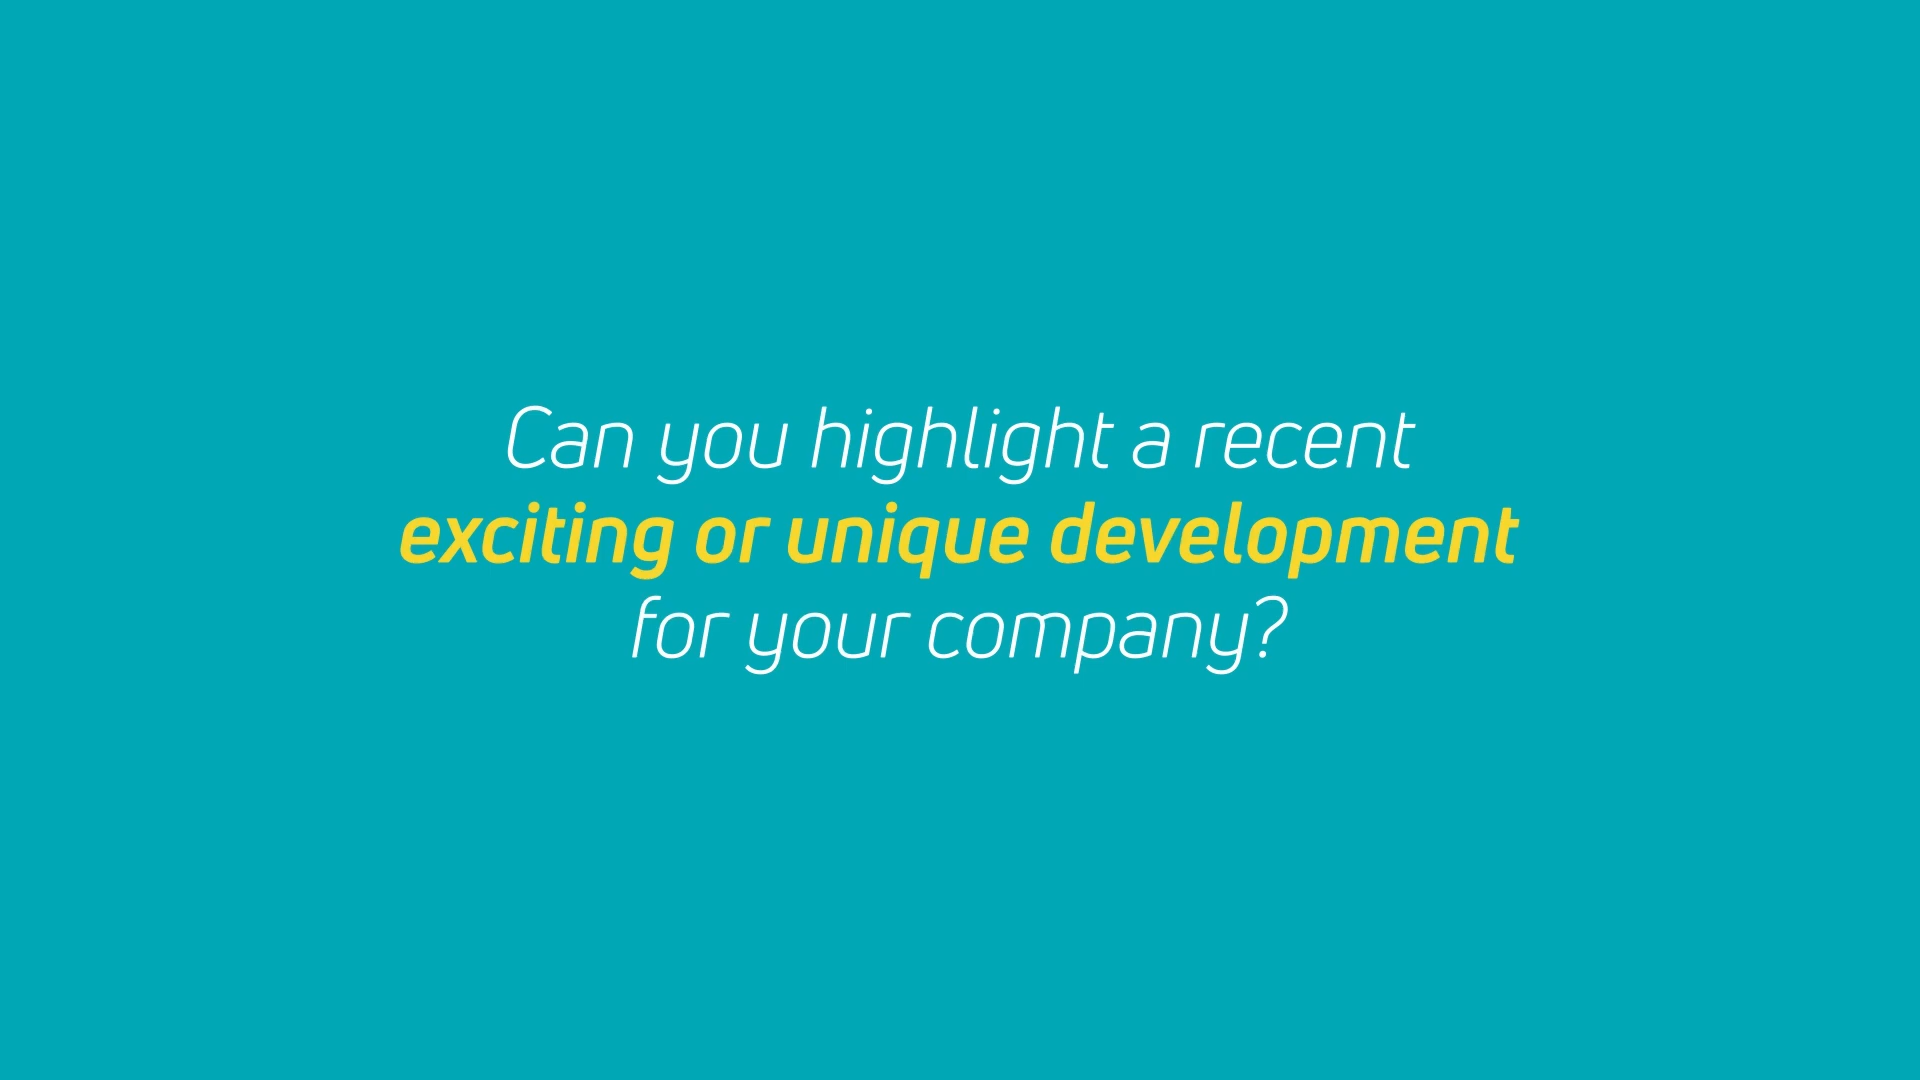 Can you highlight a recent
exciting or unique development
for your company?